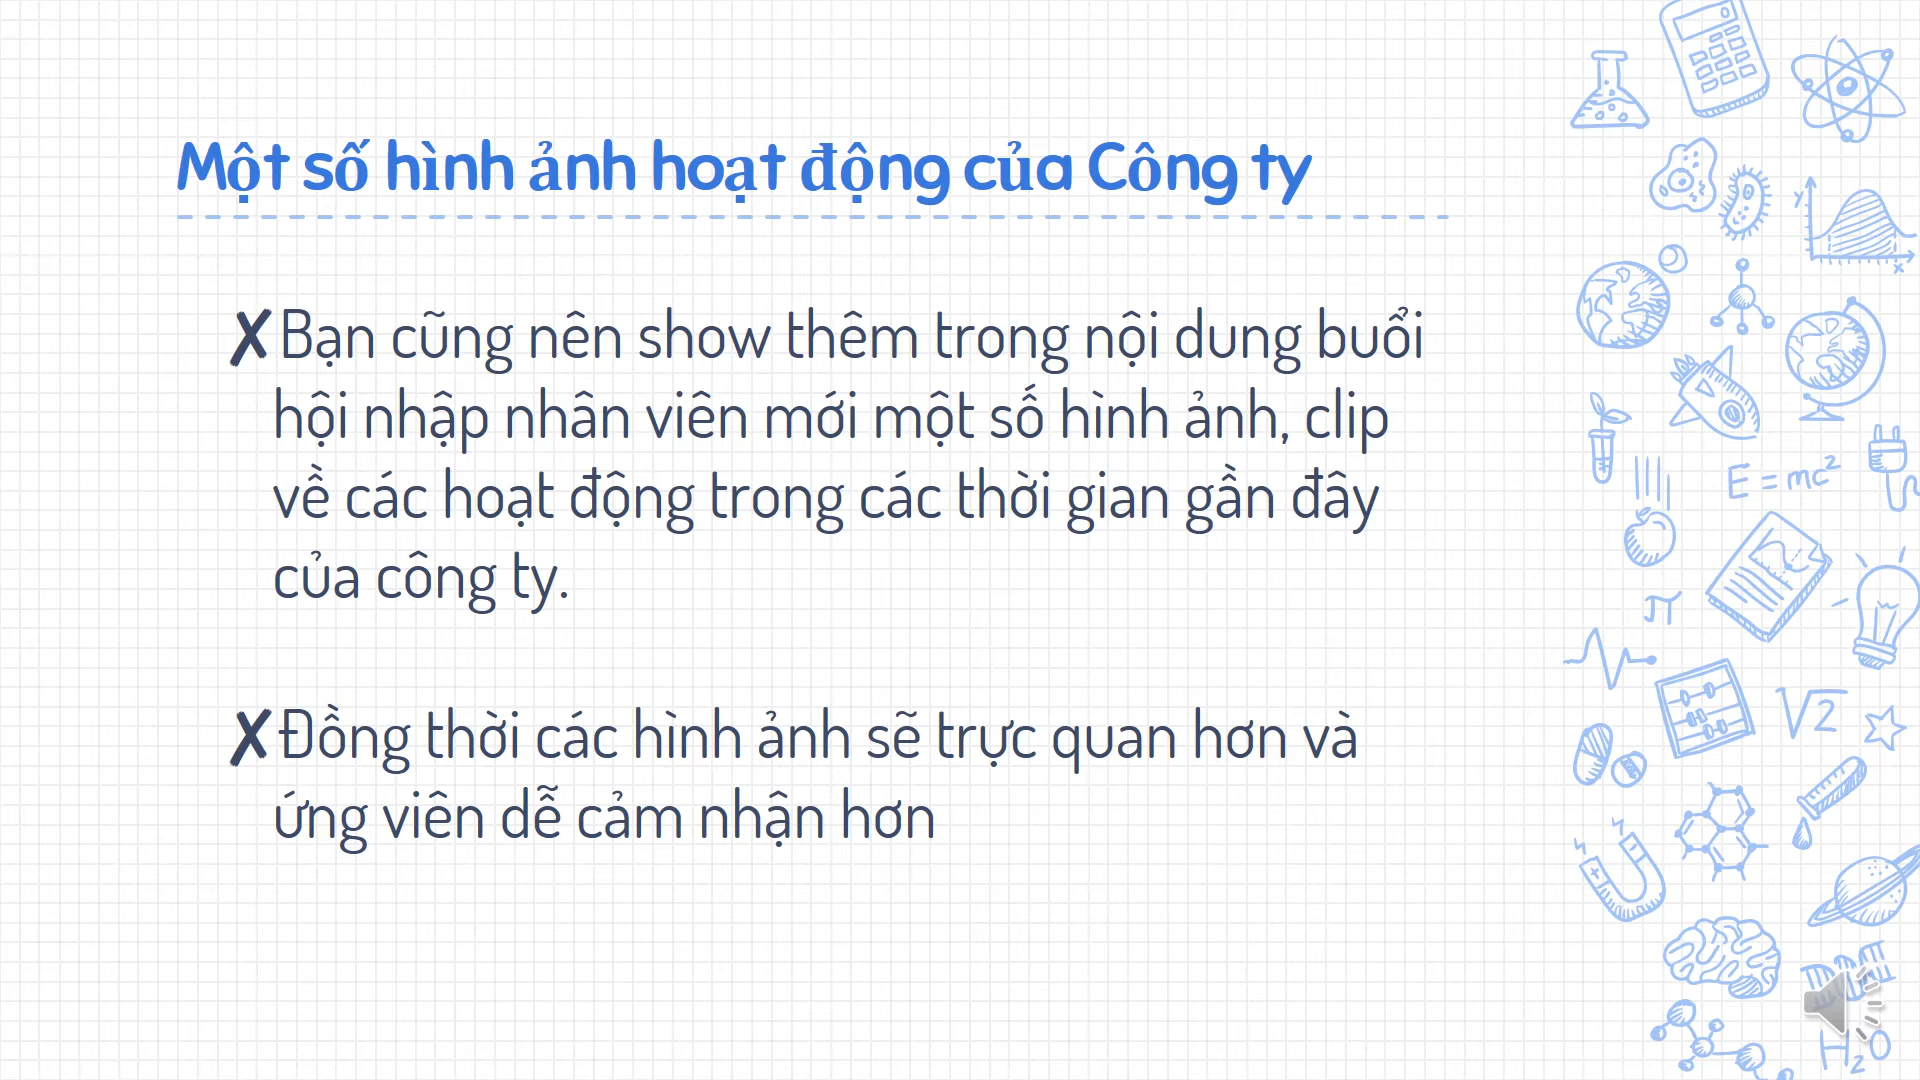 Một số hình ảnh hoạt động của Công ty
✗Bạn cũng nên show thêm trong nội dung buổi
hội nhập nhân viên mới một số hình ảnh, clip
về các hoạt động trong các thời gian gần đây
của công ty.
✗Đồng thời các hình ảnh sẽ trực quan hơn và
ứng viên dễ cảm nhận hơn
y
x
E = mc²
π
√2
H₂O